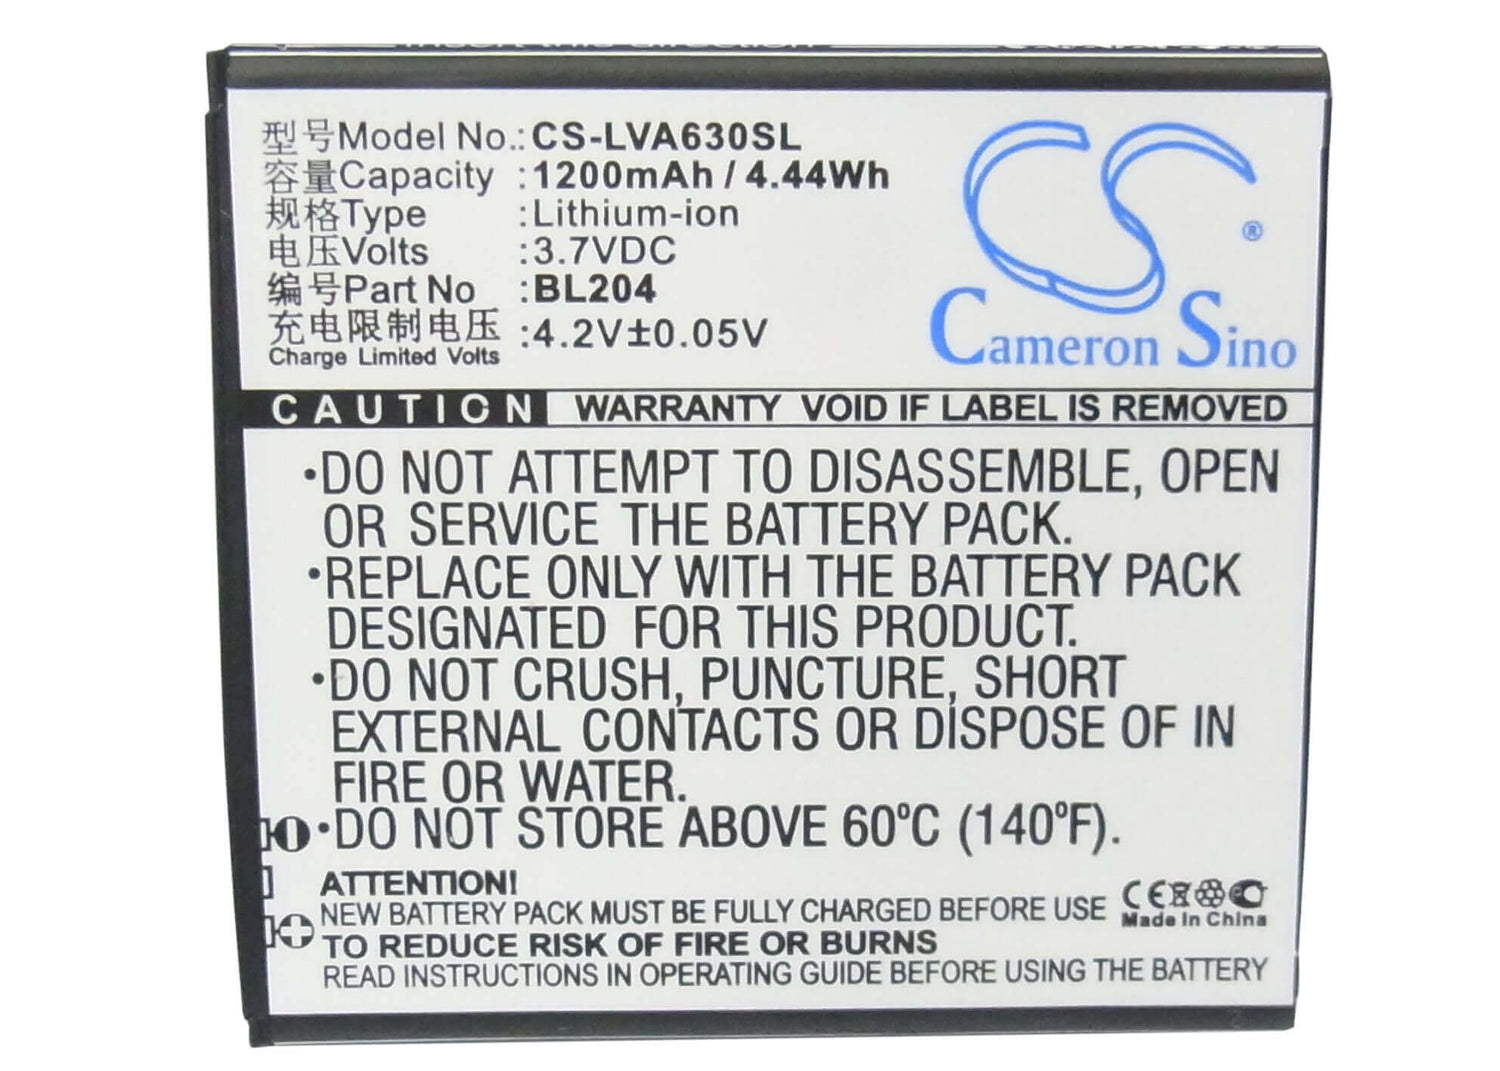 Insert this direction
型号Model No.:CS-LVA630SL
容量Capacity :1200mAh / 4.44Wh
规格Type :Lithium-ion
电压Volts :3.7VDC
编号Part No :BL204
充电限制电压 :4.2V±0.05V
Charge Limited Volts
CS
®
Cameron Sino
CAUTION WARRANTY VOID IF LABEL IS REMOVED
•DO NOT ATTEMPT TO DISASSEMBLE, OPEN
OR SERVICE THE BATTERY PACK.
•REPLACE ONLY WITH THE BATTERY PACK
DESIGNATED FOR THIS PRODUCT.
•DO NOT CRUSH, PUNCTURE, SHORT
EXTERNAL CONTACTS OR DISPOSE OF IN
FIRE OR WATER.
•DO NOT STORE ABOVE 60ºC (140ºF).
ATTENTION!
NEW BATTERY PACK MUST BE FULLY CHARGED BEFORE USE
CE
Made In China
TO REDUCE RISK OF FIRE OR BURNS
READ INSTRUCTIONS IN OPERATING GUIDE BEFORE USING THE BATTERY